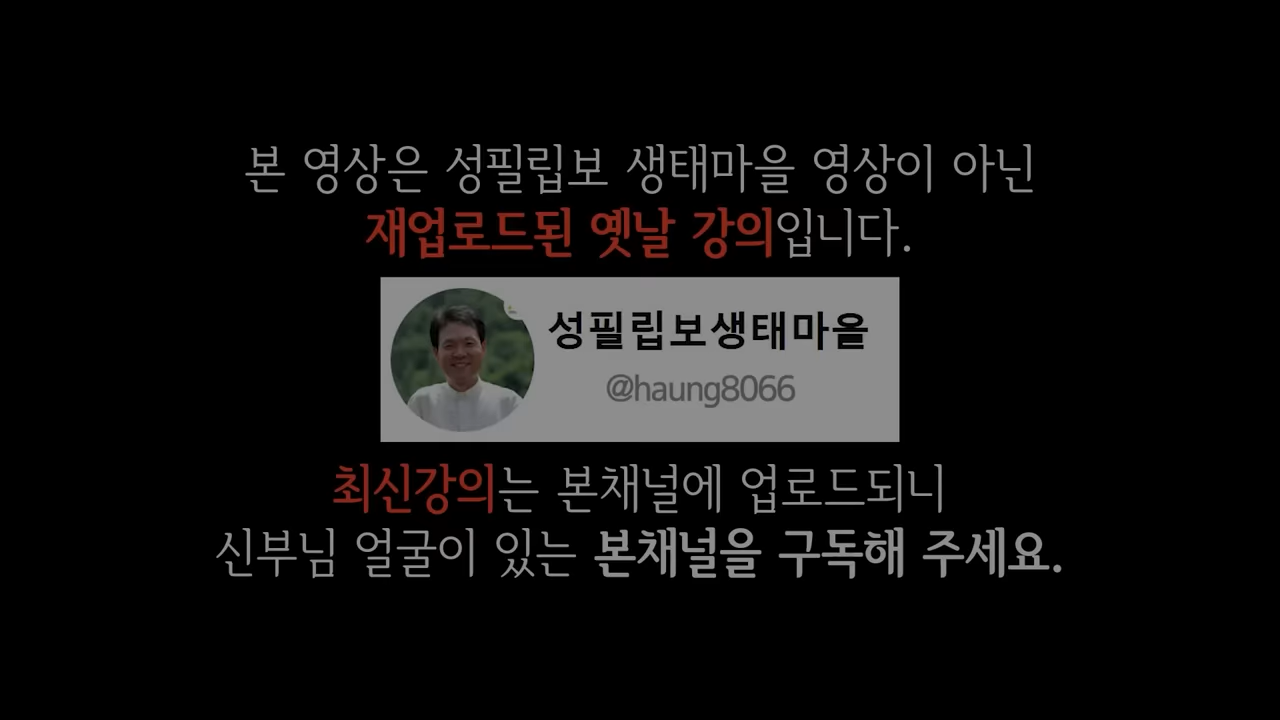 본 영상은 성필립보 생태마을 영상이 아닌
재업로드된 옛날 강의입니다.
성필립보생태마을
@haung8066
최신강의는 본채널에 업로드되니
신부님 얼굴이 있는 본채널을 구독해 주세요.